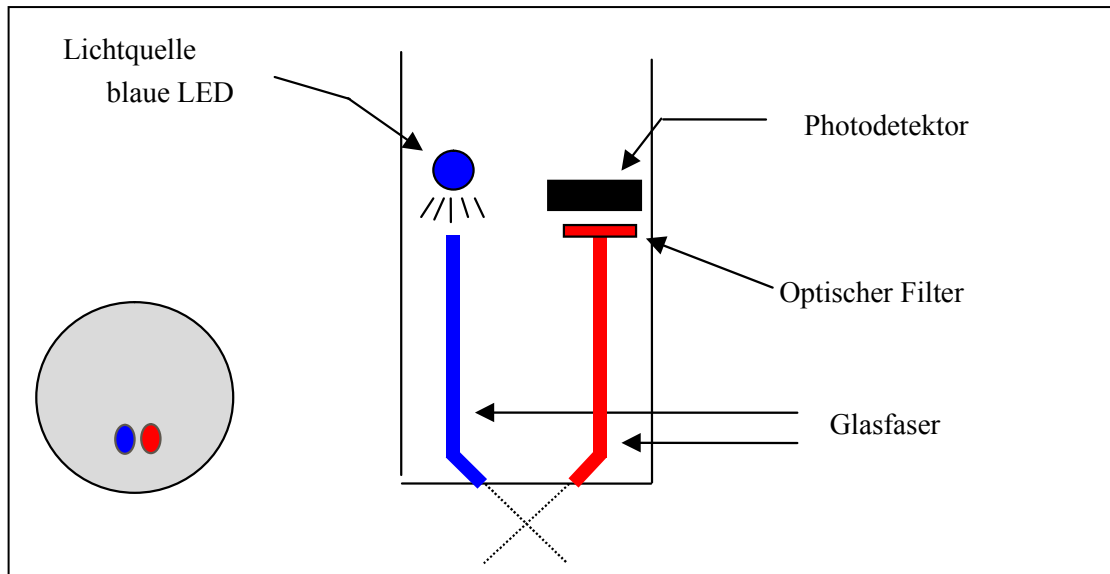 Lichtquelle
blaue LED
Photodetektor
Optischer Filter
Glasfaser